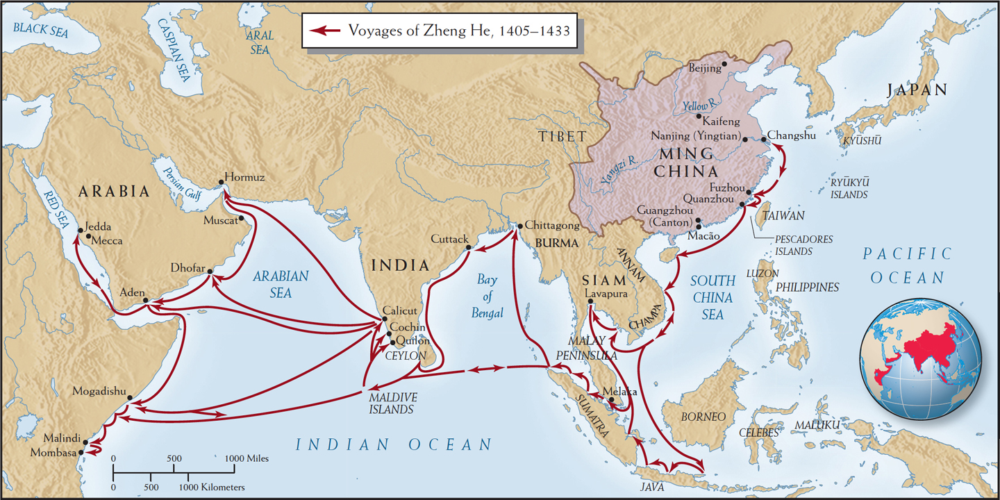 Voyages of Zheng He, 1405–1433
BLACK SEA
CASPIAN SEA
ARAL
SEA
Beijing
JAPAN
Yellow R.
Kaifeng
TIBET
Nanjing (Yingtian)
Changshu
KYŪSHŪ
MING
CHINA
Yangzi R.
Hormuz
Persian Gulf
ARABIA
RED SEA
Fuzhou
Quanzhou
RYŪKYŪ
ISLANDS
Guangzhou
(Canton)
TAIWAN
Muscat
Jedda
Mecca
Chittagong
Macão
Cuttack
BURMA
PESCADORES
ISLANDS
PACIFIC
OCEAN
INDIA
ANNAM
Dhofar
ARABIAN
SEA
Bay
of
Bengal
SIAM
Lavapura
SOUTH
CHINA
SEA
LUZON
PHILIPPINES
Aden
Calicut
CHAMPA
Cochin
Quilon
CEYLON
MALAY
PENINSULA
Mogadishu
MALDIVE
ISLANDS
Melaka
SUMATRA
BORNEO
CELEBES
MALUKU
Malindi
Mombasa
INDIAN OCEAN
0 500 1000 Miles
0 500 1000 Kilometers
JAVA